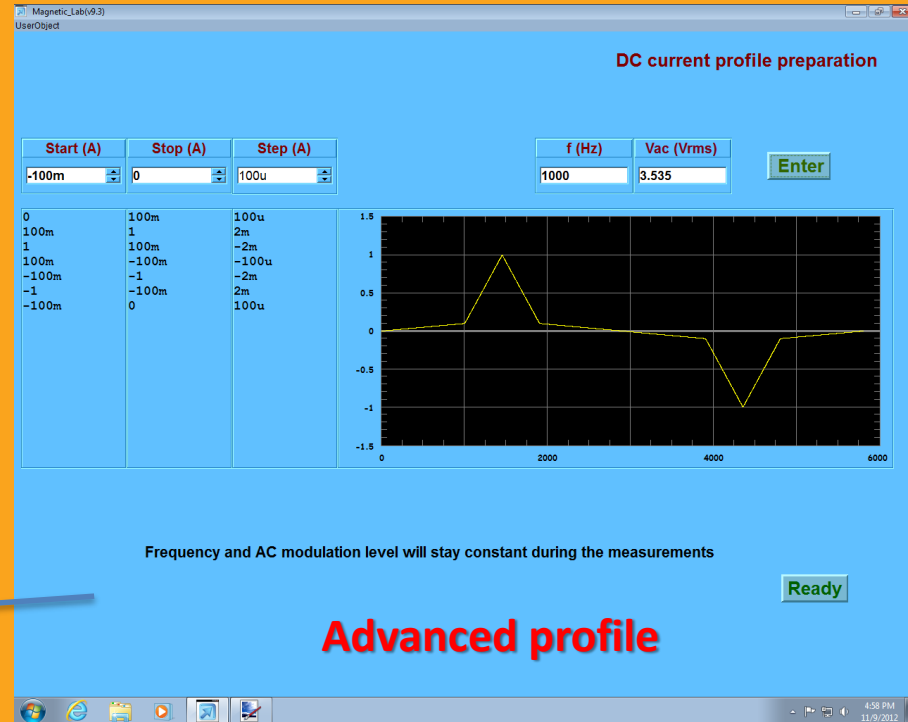 Magnetic_Lab(v9.3)
UserObject
DC current profile preparation
Start (A) Stop (A) Step (A) f (Hz) Vac (Vrms)
-100m 0 100u 1000 3.535 Enter
0 100m 100u
100m 1 2m
1 100m -2m
100m -100m -100u
-100m -1 -2m
-1 -100m 2m
-100m 0 100u
1.5
1
0.5
0
-0.5
-1
-1.5
0 2000 4000 6000
Frequency and AC modulation level will stay constant during the measurements
Ready
Advanced profile
4:58 PM
11/9/2012